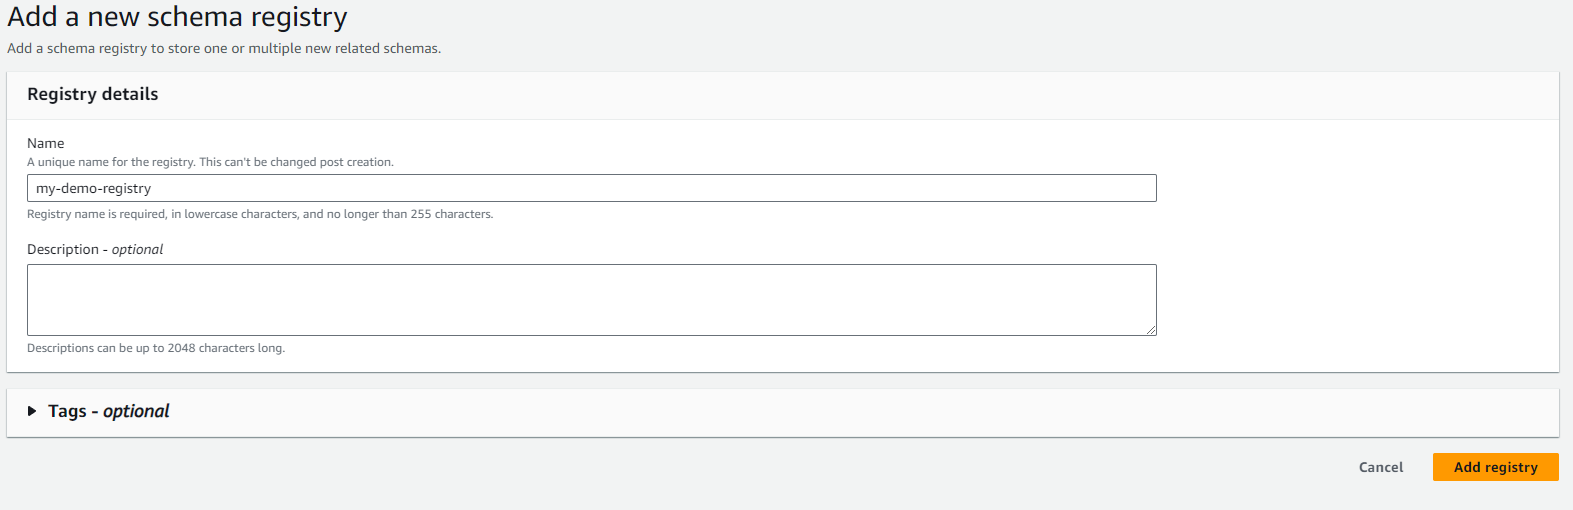 Add a new schema registry
Add a schema registry to store one or multiple new related schemas.
Registry details
Name
A unique name for the registry. This can't be changed post creation.
my-demo-registry
Registry name is required, in lowercase characters, and no longer than 255 characters.
Description - optional
Descriptions can be up to 2048 characters long.
Tags - optional
Cancel
Add registry